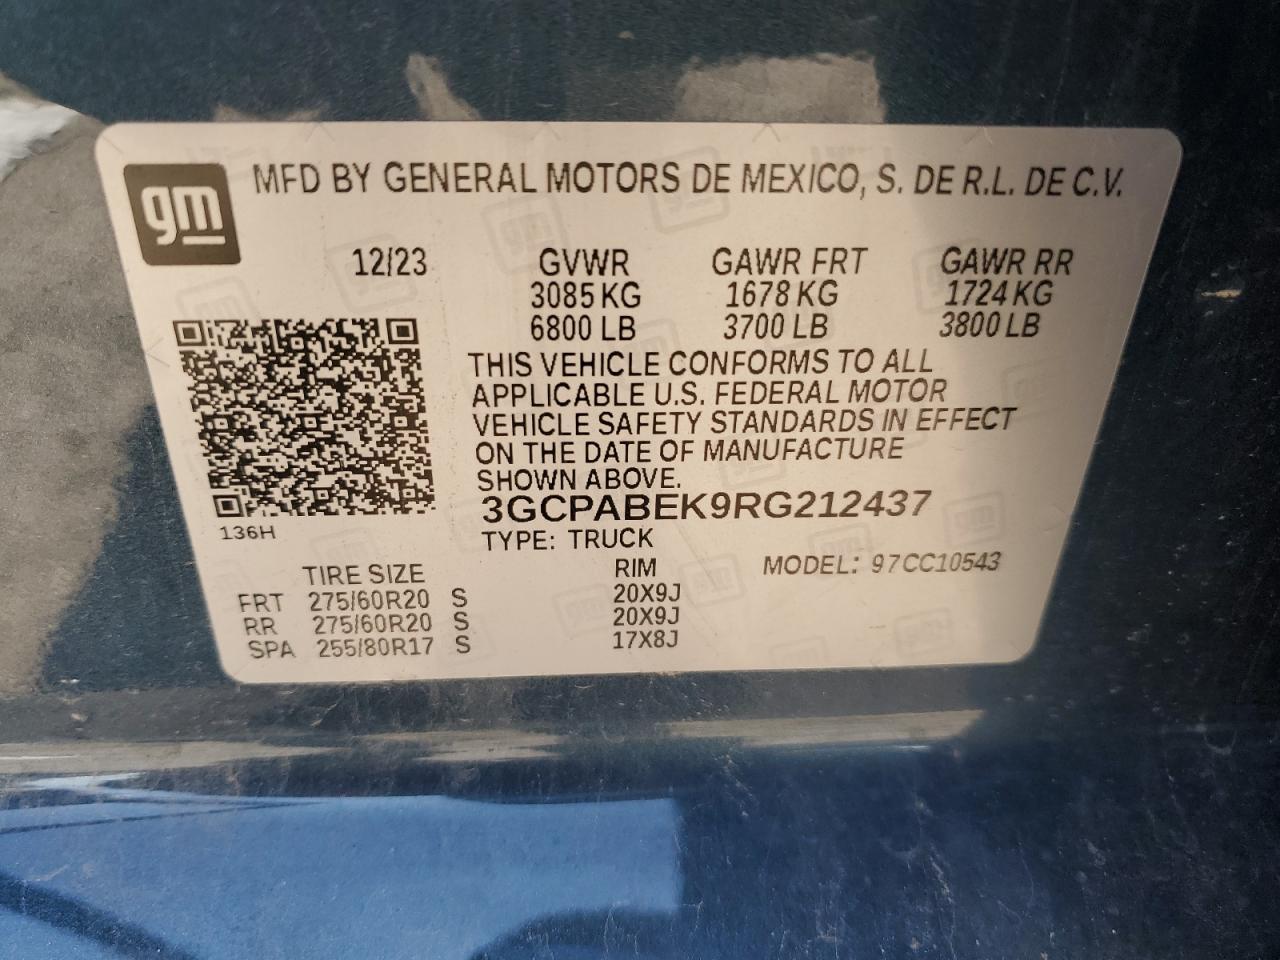 gm
MFD BY GENERAL MOTORS DE MEXICO, S. DE R.L. DE C.V.
12/23 GVWR GAWR FRT GAWR RR
3085 KG 1678 KG 1724 KG
6800 LB 3700 LB 3800 LB
THIS VEHICLE CONFORMS TO ALL
APPLICABLE U.S. FEDERAL MOTOR
VEHICLE SAFETY STANDARDS IN EFFECT
ON THE DATE OF MANUFACTURE
SHOWN ABOVE.
3GCPABEK9RG212437
136H
TYPE: TRUCK
TIRE SIZE RIM MODEL: 97CC10543
FRT 275/60R20 S 20X9J
RR 275/60R20 S 20X9J
SPA 255/80R17 S 17X8J